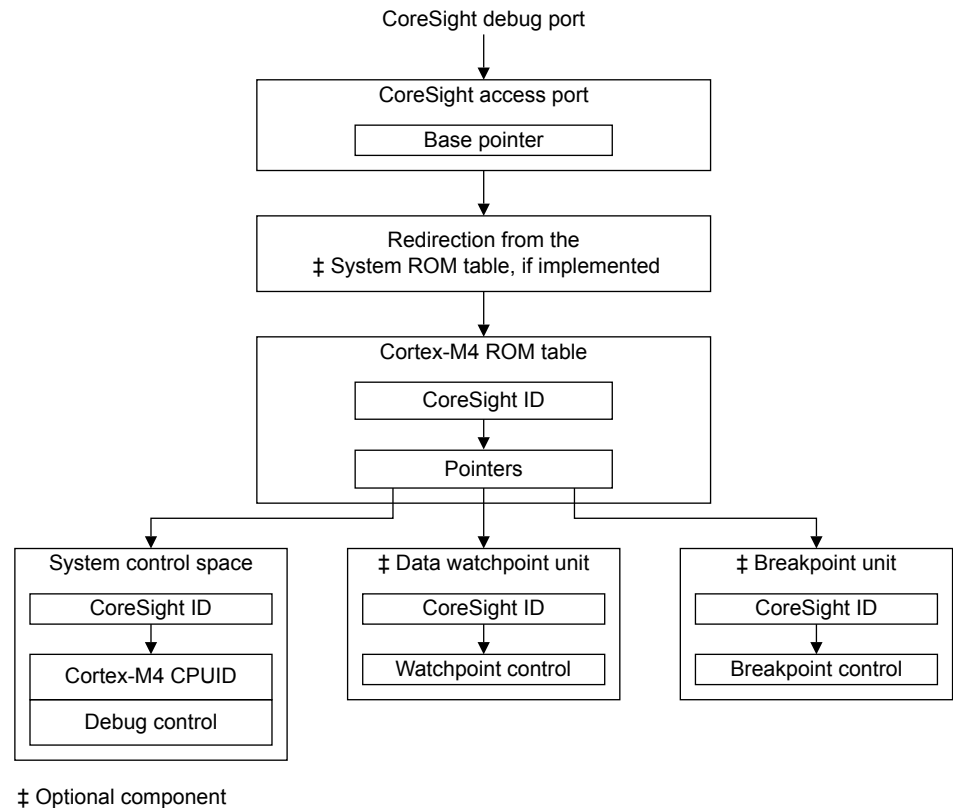 CoreSight debug port
CoreSight access port
Base pointer
Redirection from the
‡ System ROM table, if implemented
Cortex-M4 ROM table
CoreSight ID
Pointers
System control space
CoreSight ID
Cortex-M4 CPUID
Debug control
‡ Data watchpoint unit
CoreSight ID
Watchpoint control
‡ Breakpoint unit
CoreSight ID
Breakpoint control
‡ Optional component